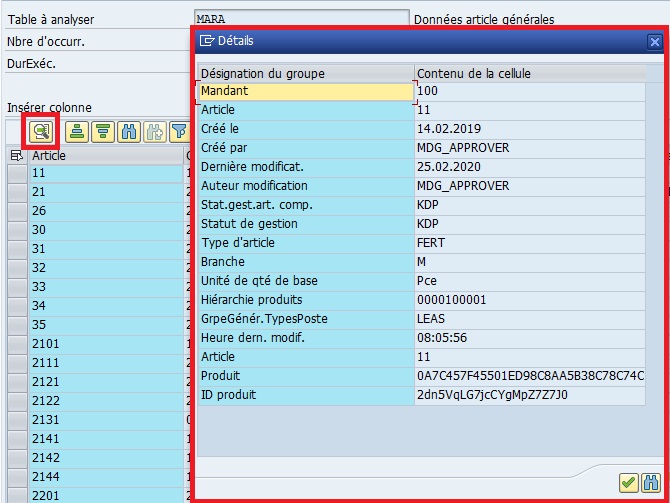 Table à analyser MARA Données article générales
Nbre d'occurr.
DurExéc.
Insérer colonne
Article
11
21
26
30
31
32
33
34
35
2101
2111
2121
2122
2131
2141
2142
2144
2201
Détails
Désignation du groupe Contenu de la cellule
Mandant 100
Article 11
Créé le 14.02.2019
Créé par MDG_APPROVER
Dernière modificat. 25.02.2020
Auteur modification MDG_APPROVER
Stat.gest.art. comp. KDP
Statut de gestion KDP
Type d'article FERT
Branche M
Unité de qté de base Pce
Hiérarchie produits 0000100001
GrpeGénér.TypesPoste LEAS
Heure dern. modif. 08:05:56
Article 11
Produit 0A7C457F45501ED98C8AA5B38C78C74C
ID produit 2dn5VqLG7jcCYgMpZ7Z7J0